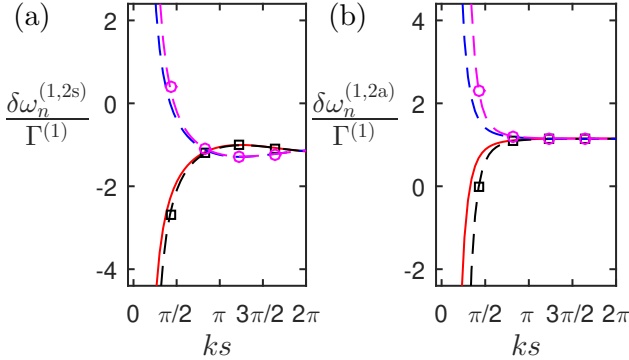 (a)
2
0
-2
-4
δω_n^{(1,2s)} / Γ^{(1)}
0 π/2 π 3π/2 2π
ks
(b)
4
2
0
-2
δω_n^{(1,2a)} / Γ^{(1)}
0 π/2 π 3π/2 2π
ks